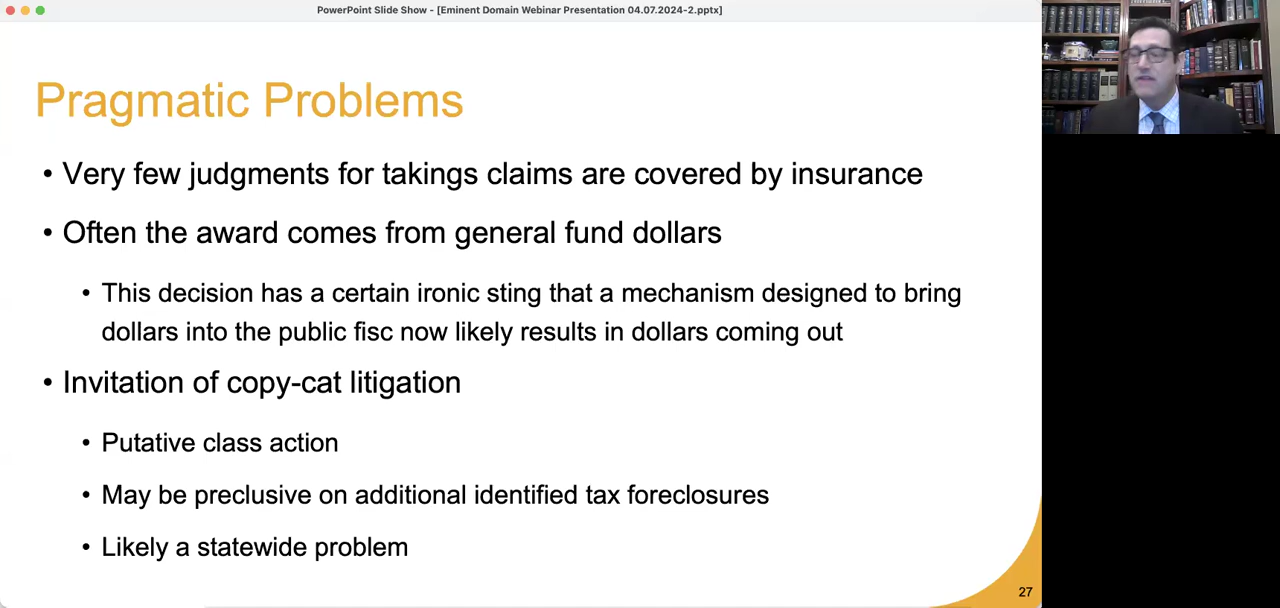 PowerPoint Slide Show - [Eminent Domain Webinar Presentation 04.07.2024-2.pptx]
Pragmatic Problems
• Very few judgments for takings claims are covered by insurance
• Often the award comes from general fund dollars
• This decision has a certain ironic sting that a mechanism designed to bring
dollars into the public fisc now likely results in dollars coming out
• Invitation of copy-cat litigation
• Putative class action
• May be preclusive on additional identified tax foreclosures
• Likely a statewide problem
27